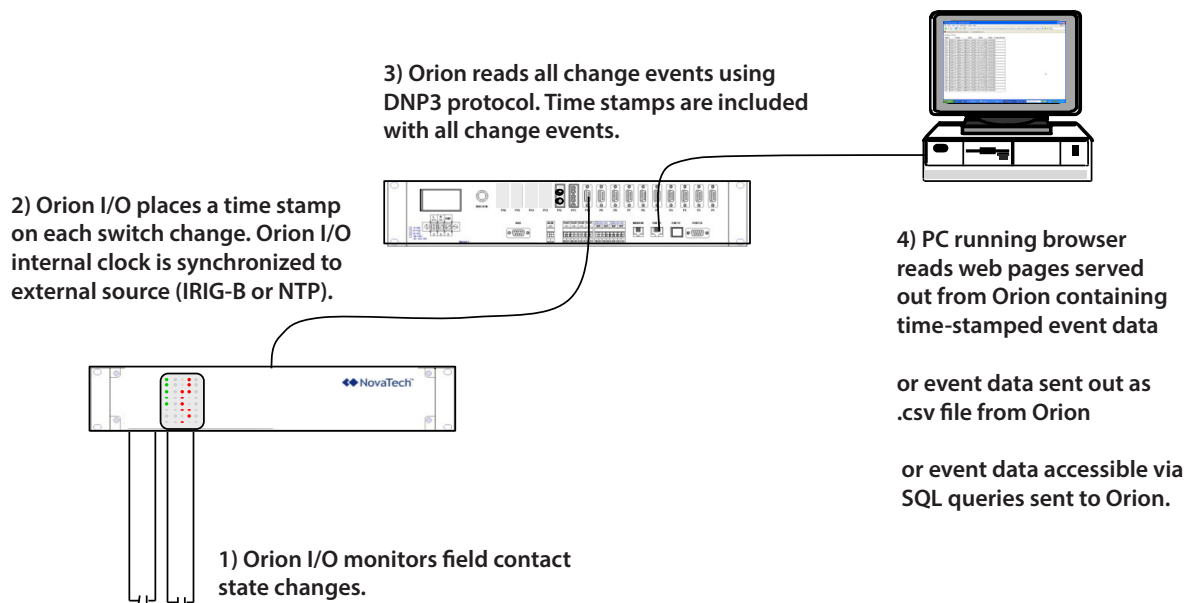 3) Orion reads all change events using
DNP3 protocol. Time stamps are included
with all change events.
2) Orion I/O places a time stamp
on each switch change. Orion I/O
internal clock is synchronized to
external source (IRIG-B or NTP).
4) PC running browser
reads web pages served
out from Orion containing
time-stamped event data
or event data sent out as
.csv file from Orion
or event data accessible via
SQL queries sent to Orion.
NovaTech
1) Orion I/O monitors field contact
state changes.